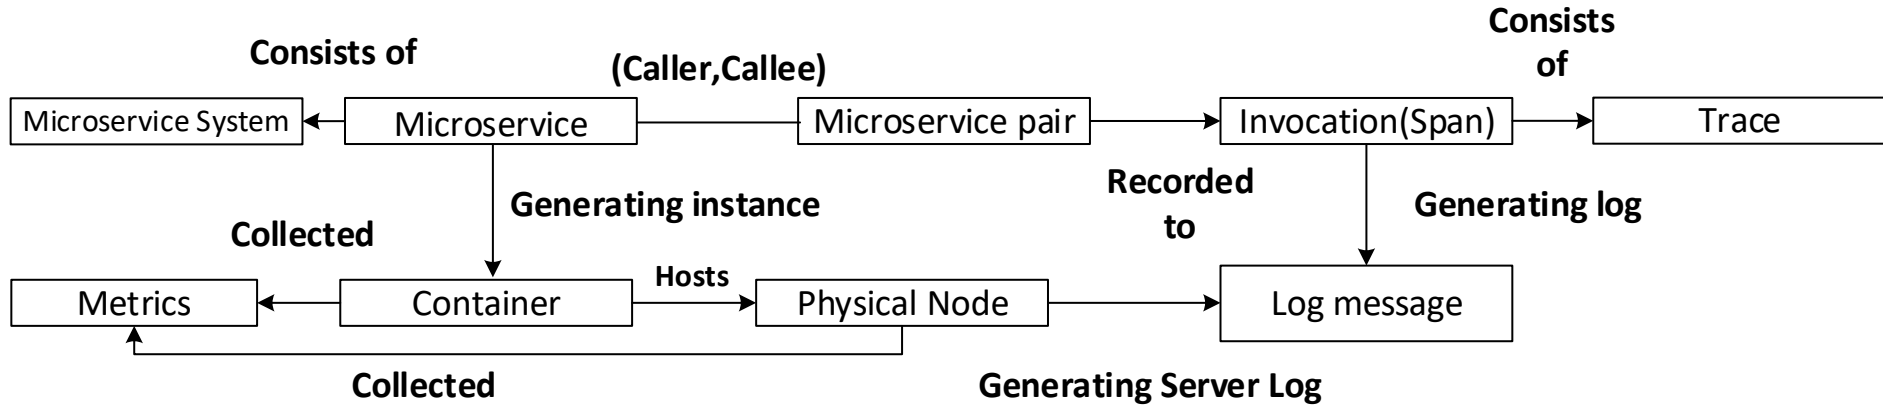 Consists
of
Consists of
(Caller,Callee)
Microservice System
Microservice
Microservice pair
Invocation(Span)
Trace
Recorded
to
Generating instance
Generating log
Collected
Hosts
Metrics
Container
Physical Node
Log message
Collected
Generating Server Log